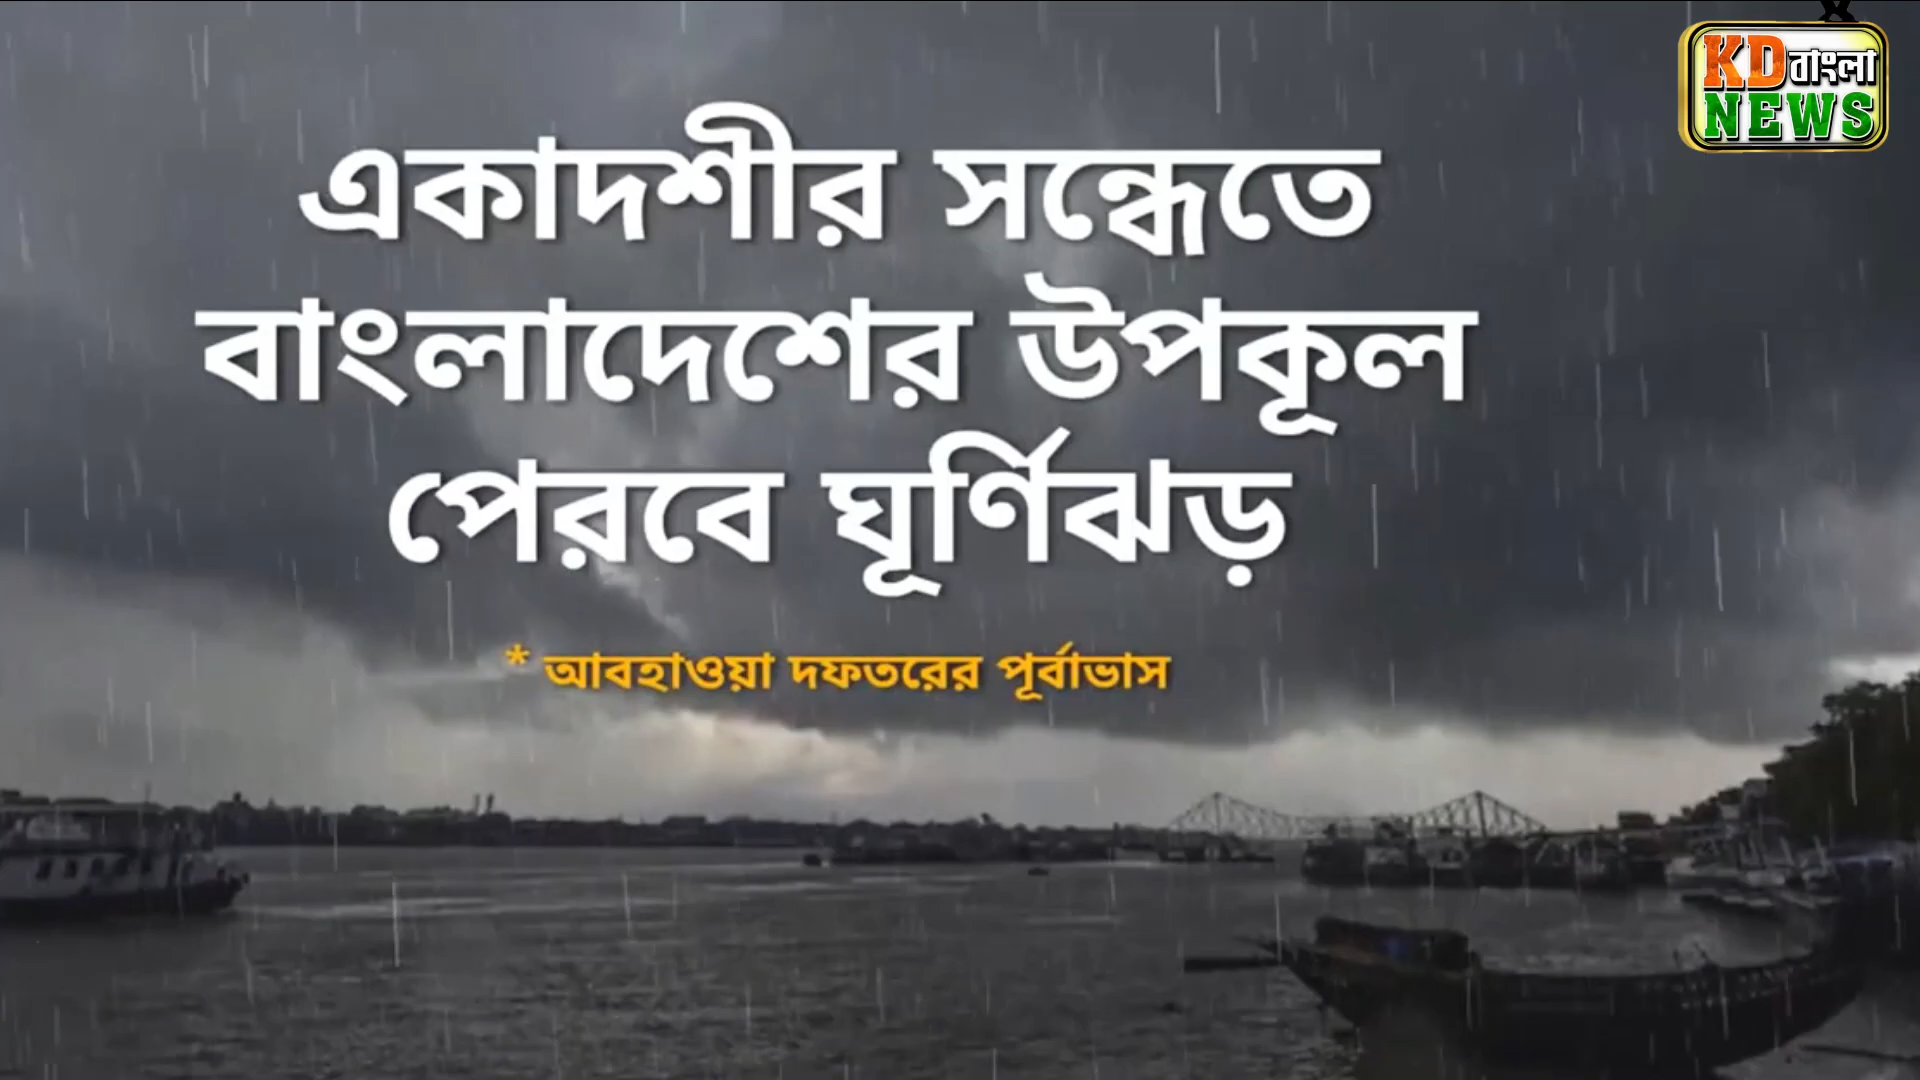 KD বাংলা
NEWS
একাদশীর সন্ধেতে
বাংলাদেশের উপকূল
পেরবে ঘূর্ণিঝড়
* আবহাওয়া দফতরের পূর্বাভাস